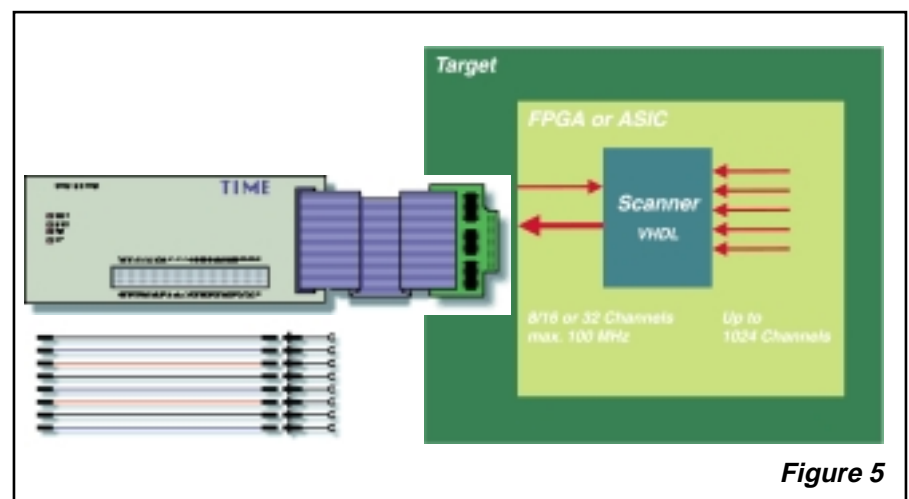 Target
FPGA or ASIC
TIME
Scanner
VHDL
8/16 or 32 Channels
max. 100 MHz
Up to
1024 Channels
Figure 5